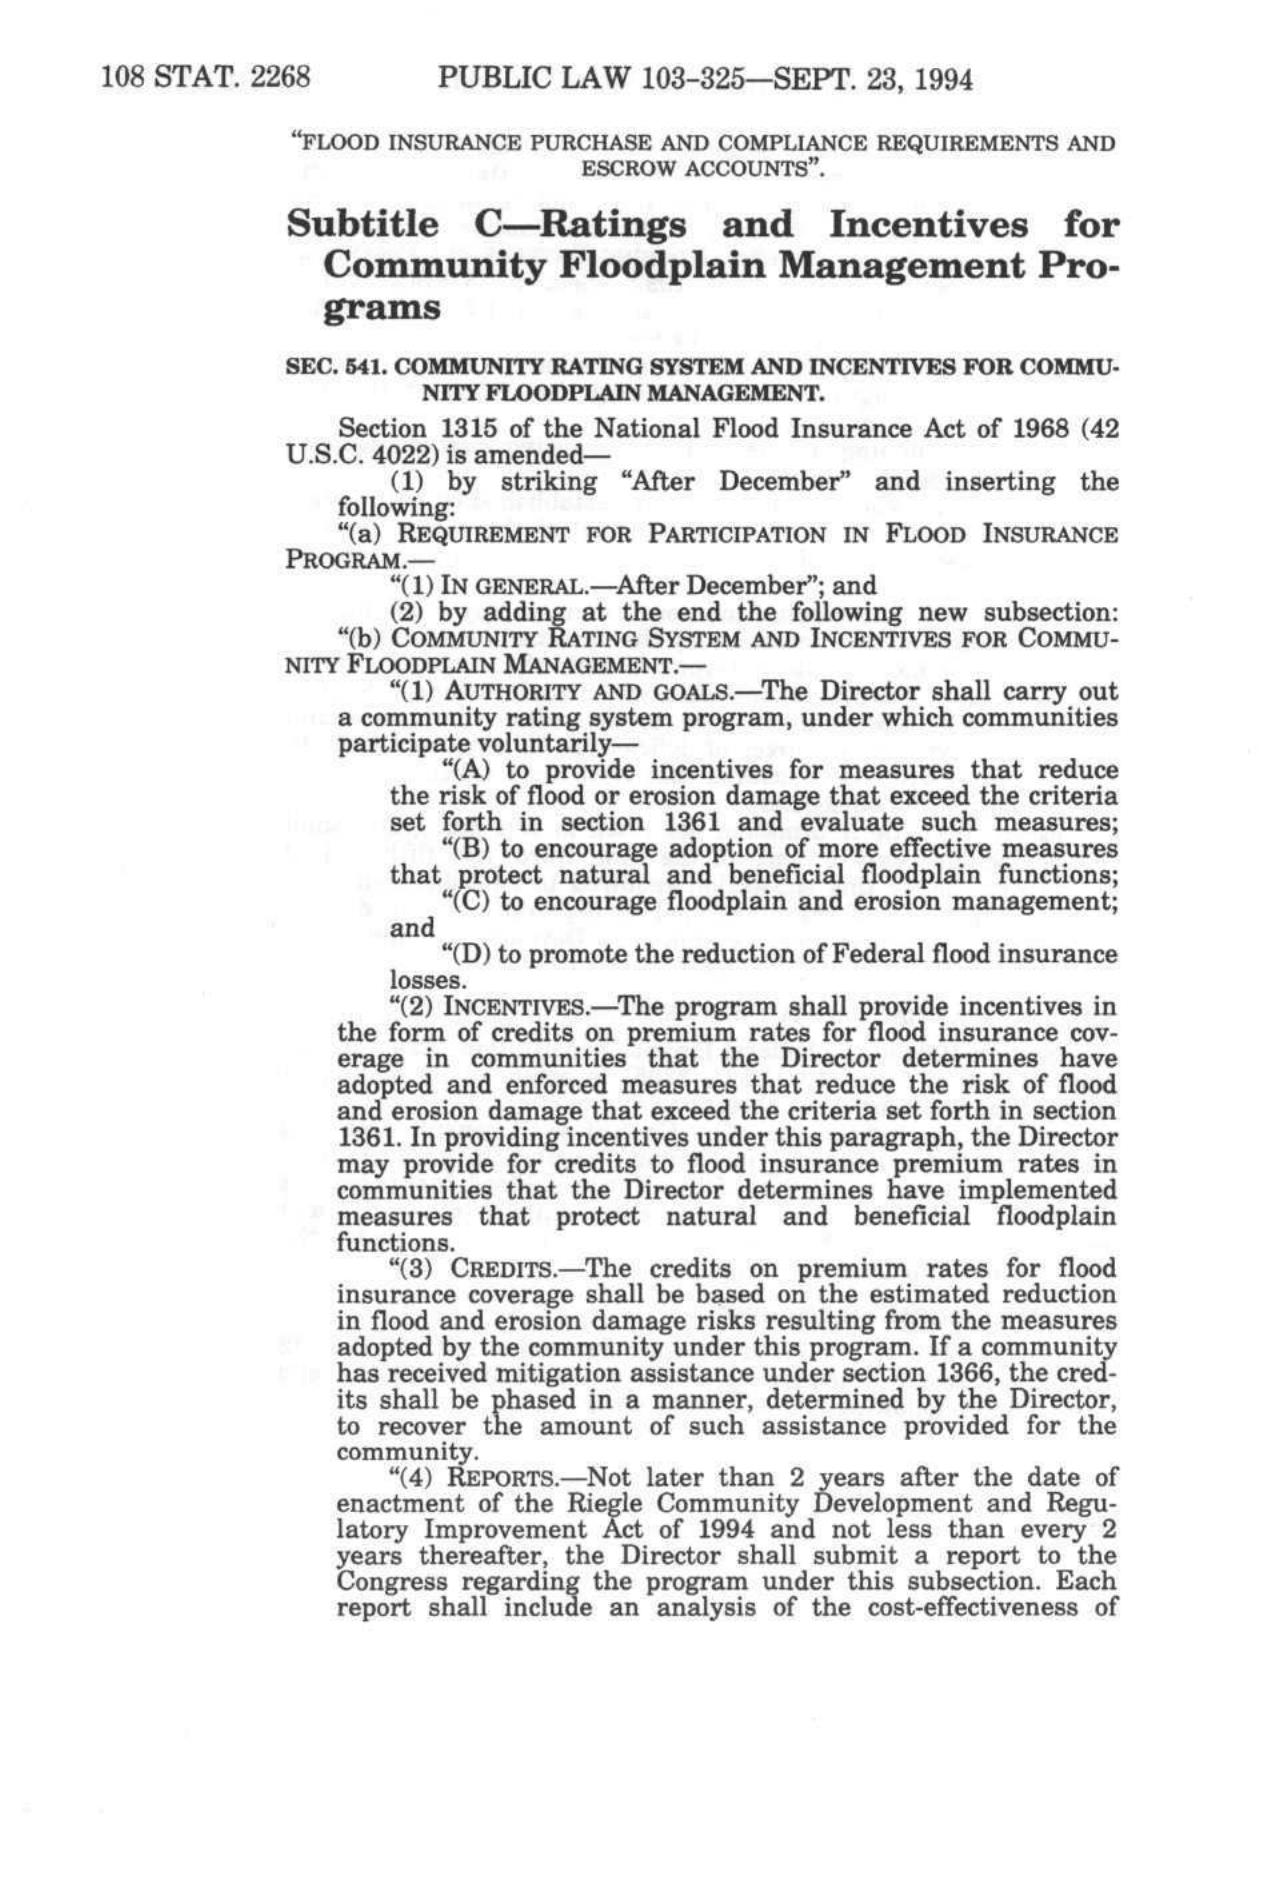 108 STAT. 2268 PUBLIC LAW 103-325—SEPT. 23, 1994
“FLOOD INSURANCE PURCHASE AND COMPLIANCE REQUIREMENTS AND
ESCROW ACCOUNTS”.
Subtitle C—Ratings and Incentives for
Community Floodplain Management Pro-
grams
SEC. 541. COMMUNITY RATING SYSTEM AND INCENTIVES FOR COMMU-
NITY FLOODPLAIN MANAGEMENT.
Section 1315 of the National Flood Insurance Act of 1968 (42
U.S.C. 4022) is amended—
(1) by striking “After December” and inserting the
following:
“(a) REQUIREMENT FOR PARTICIPATION IN FLOOD INSURANCE
PROGRAM.—
“(1) IN GENERAL.—After December”; and
(2) by adding at the end the following new subsection:
“(b) COMMUNITY RATING SYSTEM AND INCENTIVES FOR COMMU-
NITY FLOODPLAIN MANAGEMENT.—
“(1) AUTHORITY AND GOALS.—The Director shall carry out
a community rating system program, under which communities
participate voluntarily—
“(A) to provide incentives for measures that reduce
the risk of flood or erosion damage that exceed the criteria
set forth in section 1361 and evaluate such measures;
“(B) to encourage adoption of more effective measures
that protect natural and beneficial floodplain functions;
“(C) to encourage floodplain and erosion management;
and
“(D) to promote the reduction of Federal flood insurance
losses.
“(2) INCENTIVES.—The program shall provide incentives in
the form of credits on premium rates for flood insurance cov-
erage in communities that the Director determines have
adopted and enforced measures that reduce the risk of flood
and erosion damage that exceed the criteria set forth in section
1361. In providing incentives under this paragraph, the Director
may provide for credits to flood insurance premium rates in
communities that the Director determines have implemented
measures that protect natural and beneficial floodplain
functions.
“(3) CREDITS.—The credits on premium rates for flood
insurance coverage shall be based on the estimated reduction
in flood and erosion damage risks resulting from the measures
adopted by the community under this program. If a community
has received mitigation assistance under section 1366, the cred-
its shall be phased in a manner, determined by the Director,
to recover the amount of such assistance provided for the
community.
“(4) REPORTS.—Not later than 2 years after the date of
enactment of the Riegle Community Development and Regu-
latory Improvement Act of 1994 and not less than every 2
years thereafter, the Director shall submit a report to the
Congress regarding the program under this subsection. Each
report shall include an analysis of the cost-effectiveness of